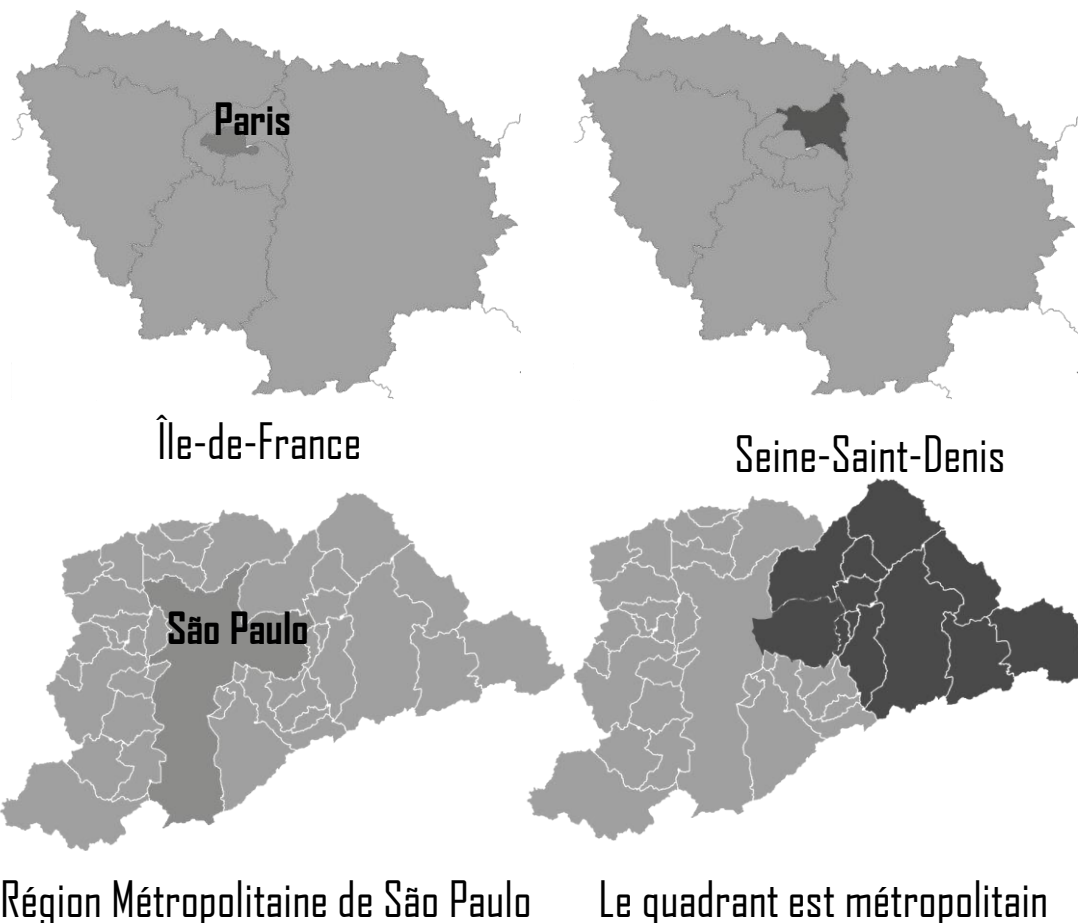 Paris
Île-de-France
Seine-Saint-Denis
São Paulo
Région Métropolitaine de São Paulo
Le quadrant est métropolitain